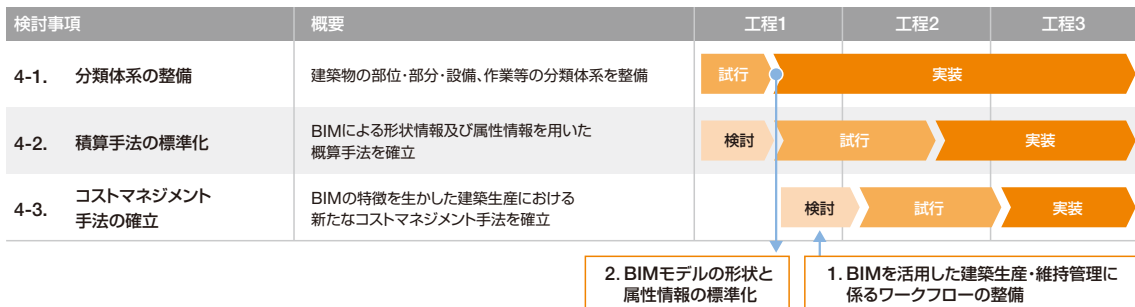 検討事項 概要 工程1 工程2 工程3
4-1. 分類体系の整備 建築物の部位・部分・設備、作業等の分類体系を整備 試行 実装
4-2. 積算手法の標準化 BIMによる形状情報及び属性情報を用いた
概算手法を確立 検討 試行 実装
4-3. コストマネジメント
手法の確立 BIMの特徴を生かした建築生産における
新たなコストマネジメント手法を確立 検討 試行 実装
2. BIMモデルの形状と
属性情報の標準化
1. BIMを活用した建築生産・維持管理に
係るワークフローの整備